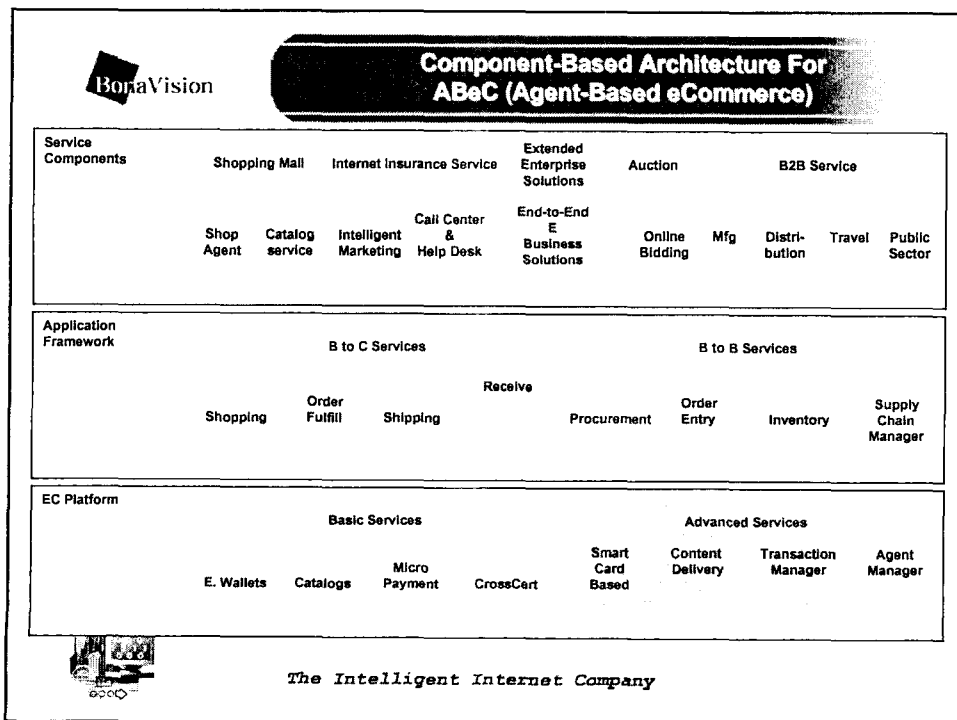 BonaVision
Component-Based Architecture For
ABeC (Agent-Based eCommerce)
Service
Components
Shopping Mall
Internet Insurance Service
Extended
Enterprise
Solutions
Auction
B2B Service
Shop
Agent
Catalog
service
Intelligent
Marketing
Call Center
&
Help Desk
End-to-End
E
Business
Solutions
Online
Bidding
Mfg
Distri-
bution
Travel
Public
Sector
Application
Framework
B to C Services
B to B Services
Shopping
Order
Fulfill
Shipping
Receive
Procurement
Order
Entry
Inventory
Supply
Chain
Manager
EC Platform
Basic Services
Advanced Services
E. Wallets
Catalogs
Micro
Payment
CrossCert
Smart
Card
Based
Content
Delivery
Transaction
Manager
Agent
Manager
The Intelligent Internet Company